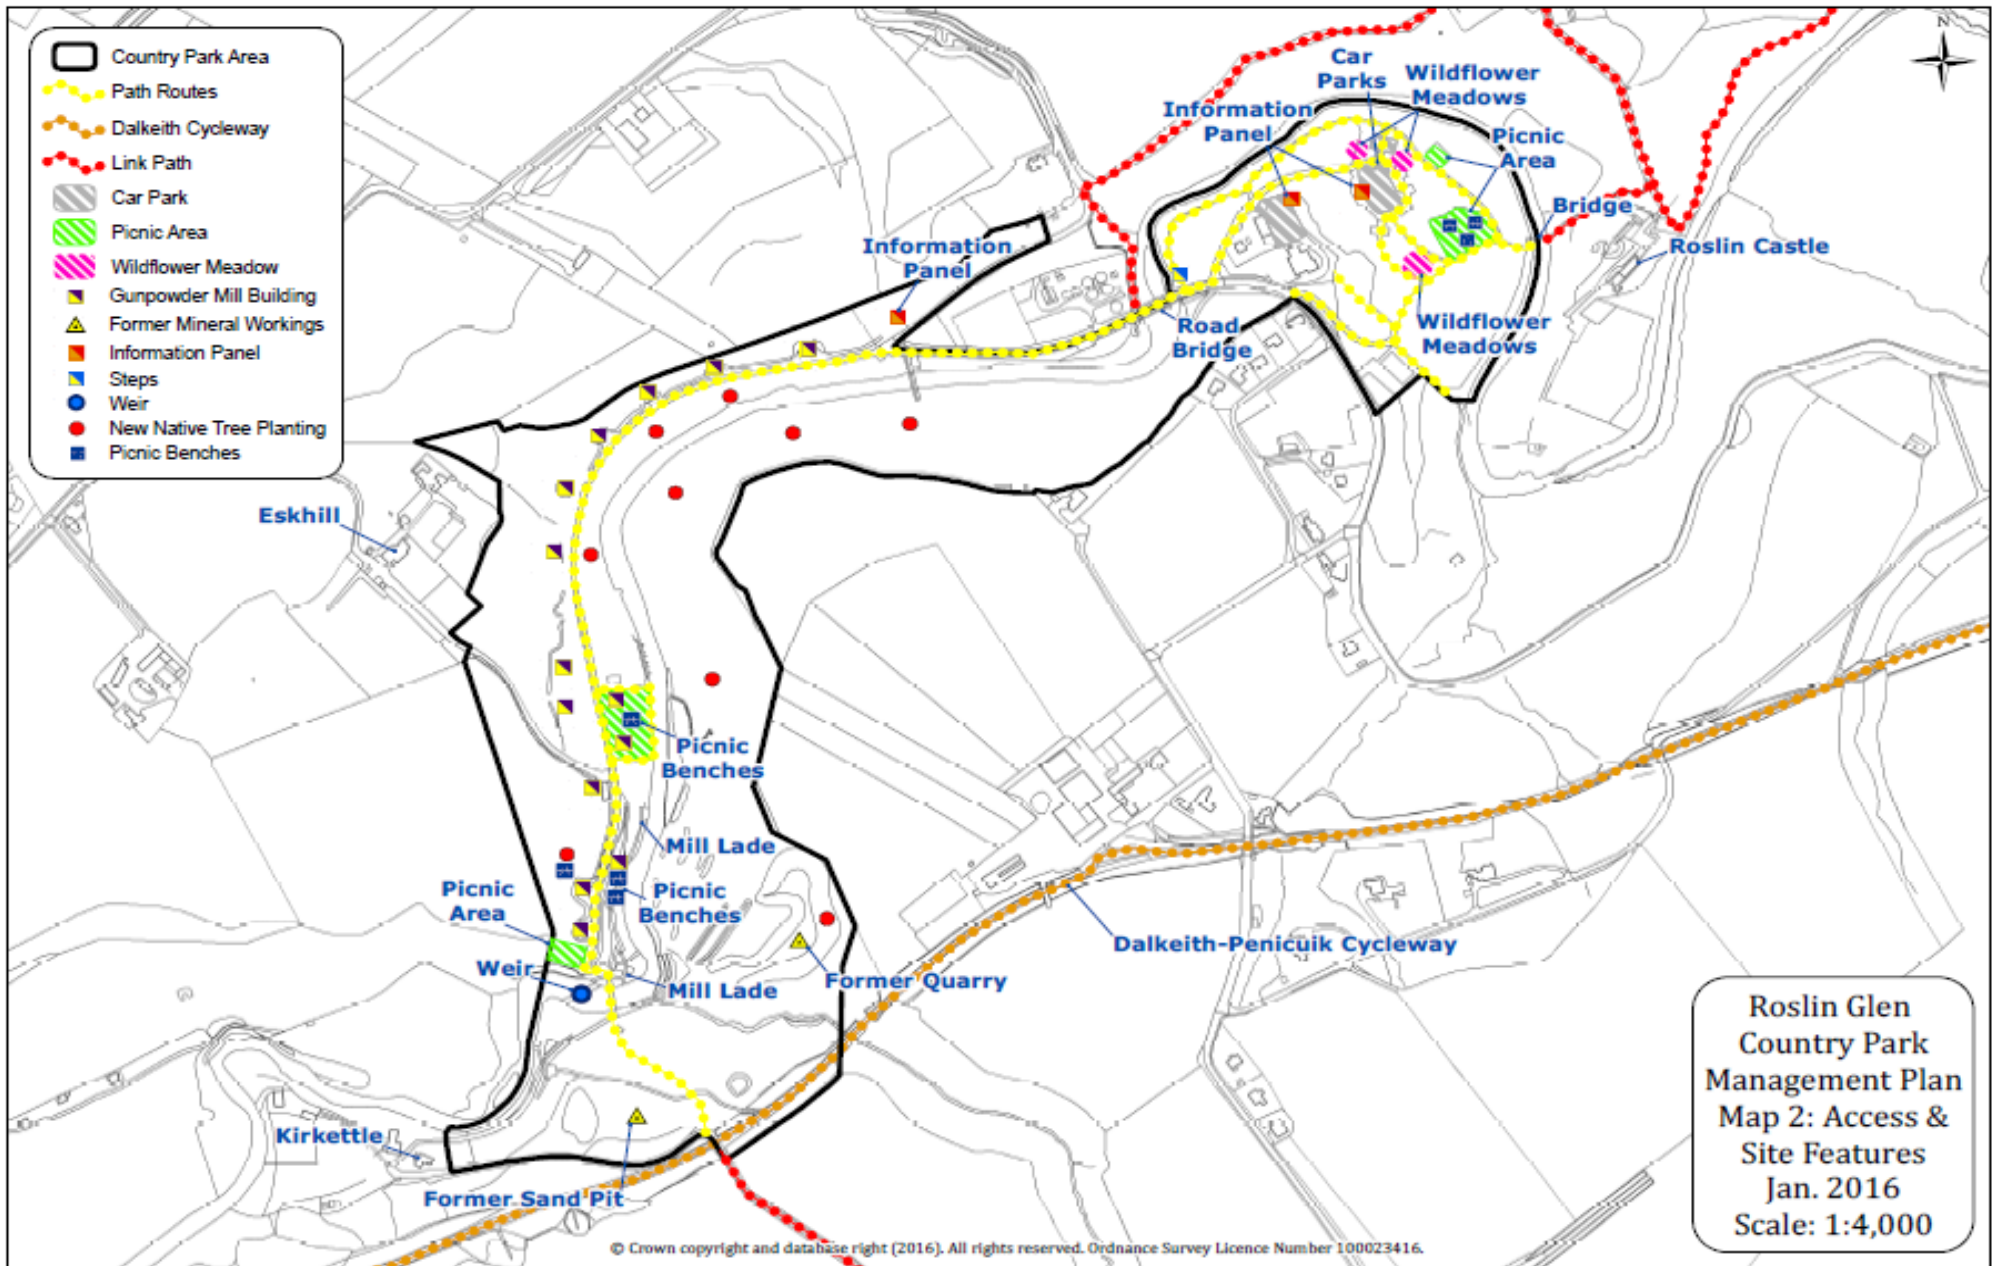 Country Park Area
Path Routes
Dalkeith Cycleway
Link Path
Car Park
Picnic Area
Wildflower Meadow
Gunpowder Mill Building
Former Mineral Workings
Information Panel
Steps
Weir
New Native Tree Planting
Picnic Benches
N
Car
Parks
Wildflower
Meadows
Information
Panel
Picnic
Area
Bridge
Roslin Castle
Information
Panel
Road
Bridge
Wildflower
Meadows
Eskhill
Picnic
Benches
Mill Lade
Picnic
Area
Picnic
Benches
Weir
Mill Lade
Former Quarry
Dalkeith-Penicuik Cycleway
Kirkettle
Former Sand Pit
Roslin Glen
Country Park
Management Plan
Map 2: Access &
Site Features
Jan. 2016
Scale: 1:4,000
© Crown copyright and database right (2016). All rights reserved. Ordnance Survey Licence Number 100023416.